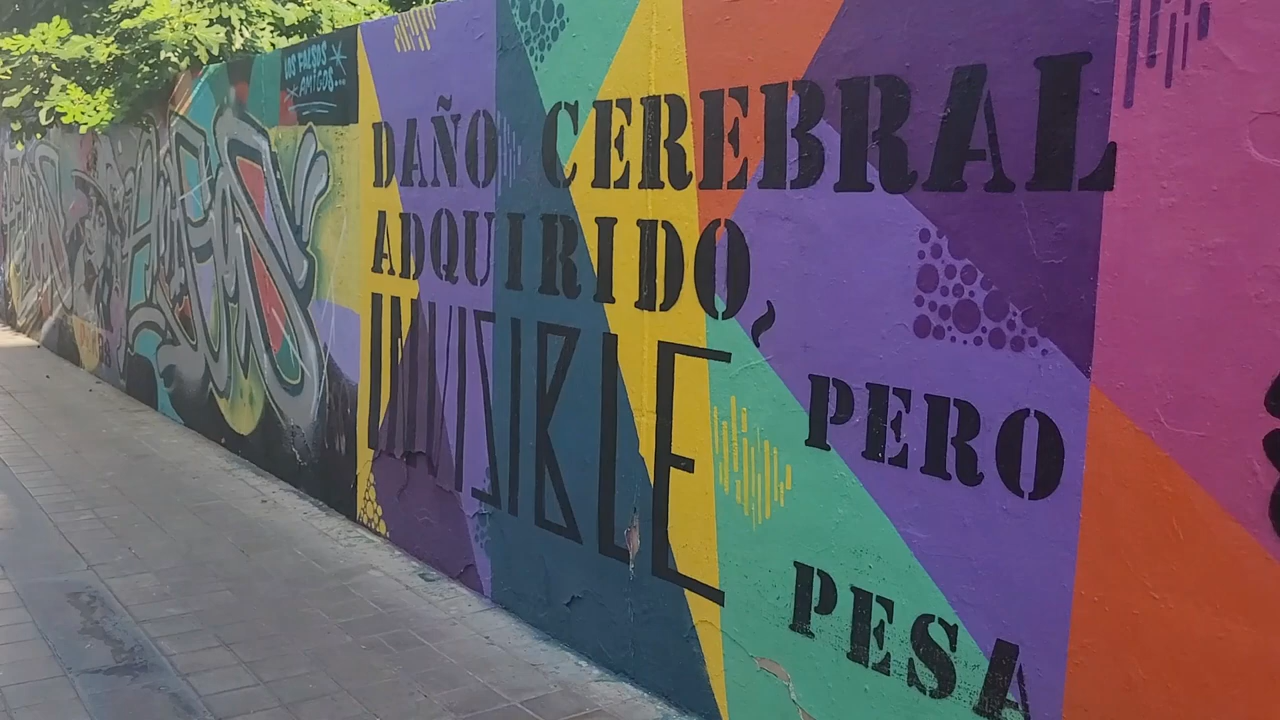 LOS FALSOS
AMIGOS...
DAÑO CEREBRAL
ADQUIRIDO,
INVISIBLE
PERO
PESA